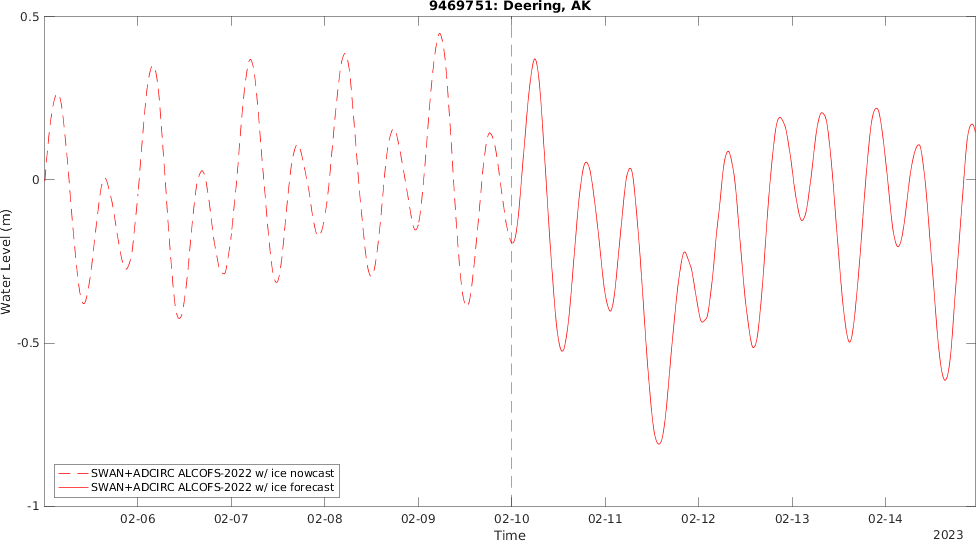 9469751: Deering, AK
0.5
0
-0.5
-1
Water Level (m)
SWAN+ADCIRC ALCOFS-2022 w/ ice nowcast
SWAN+ADCIRC ALCOFS-2022 w/ ice forecast
02-06 02-07 02-08 02-09 02-10 02-11 02-12 02-13 02-14
Time
2023